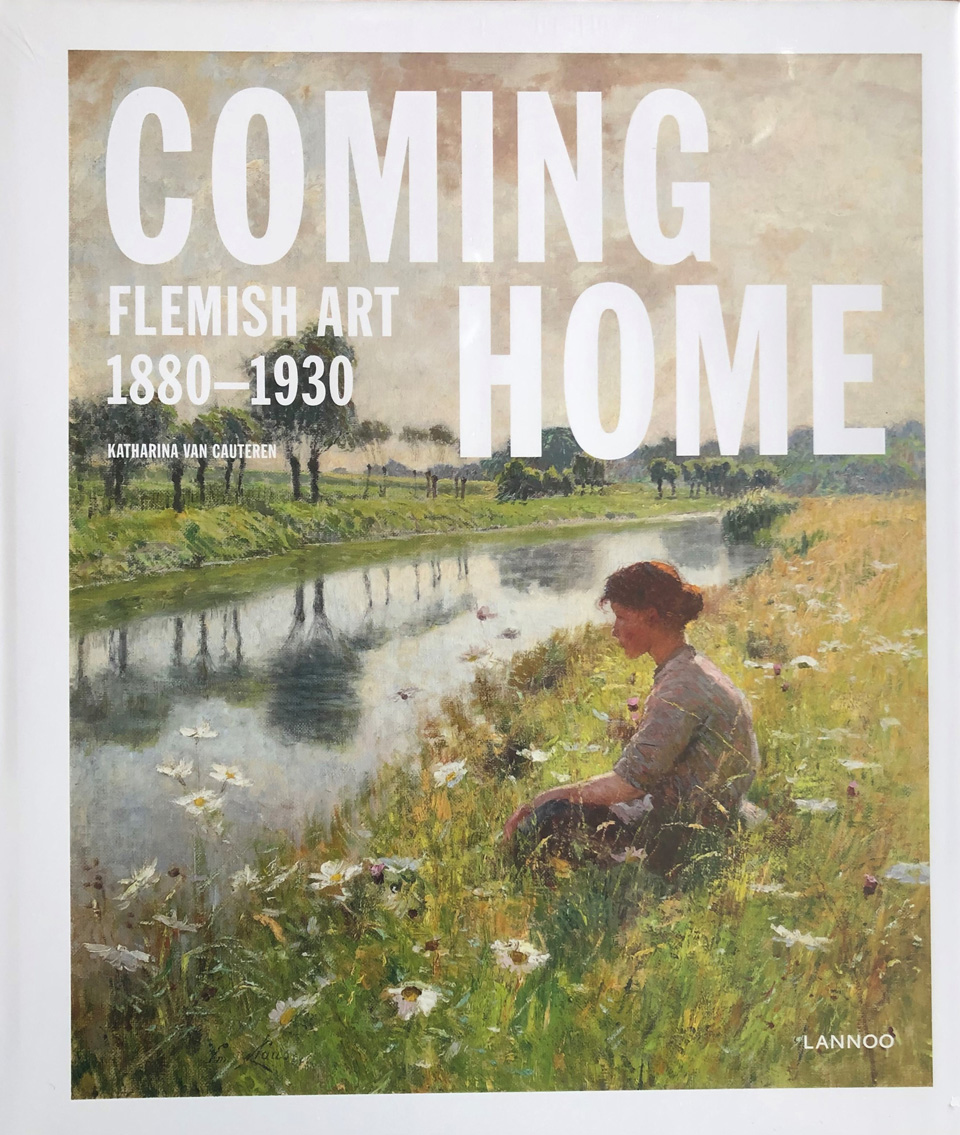 COMING
HOME
FLEMISH ART
1880–1930
KATHARINA VAN CAUTEREN
LANNOO